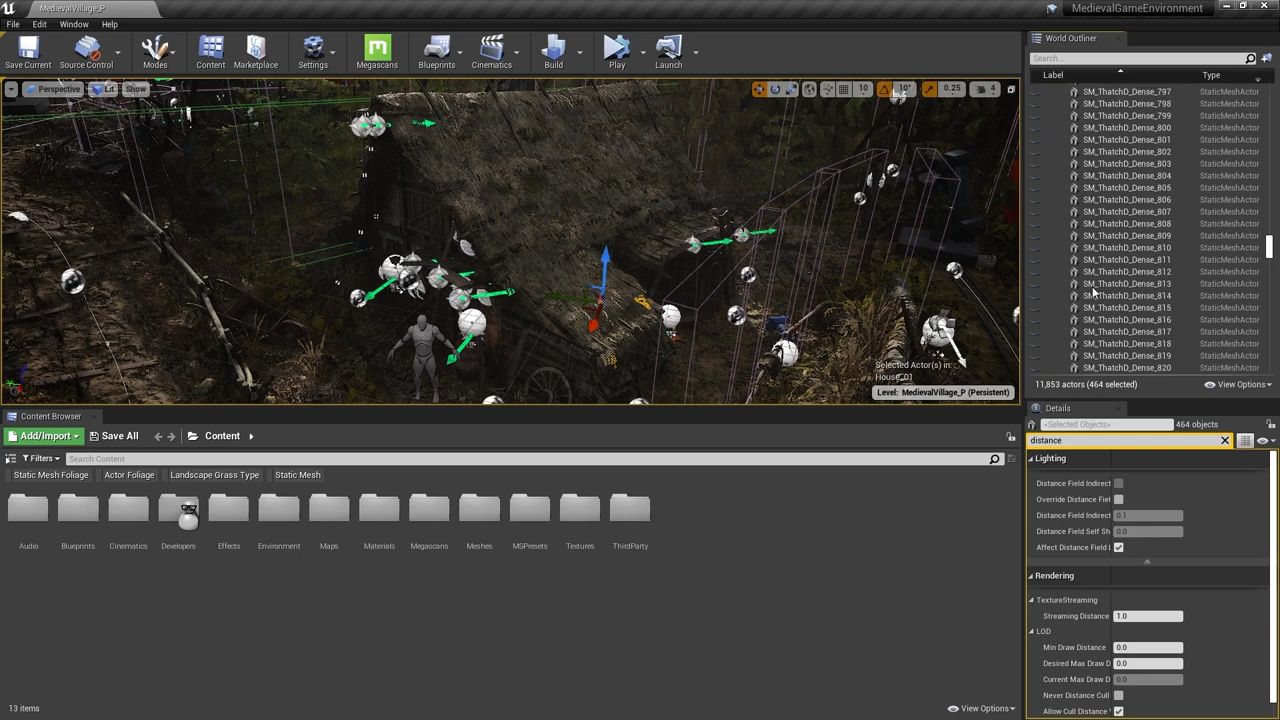 MedievalVillage_P
MedievalGameEnvironment
File Edit Window Help
Save Current Source Control Modes Content Marketplace Settings Megascans Blueprints Cinematics Build Play Launch
Perspective Lit Show 10 10° 0.25 4
Selected Actor(s) in:
House_01
Level: MedievalVillage_P (Persistent)
World Outliner
Search...
Label Type
SM_ThatchD_Dense_797 StaticMeshActor
SM_ThatchD_Dense_798 StaticMeshActor
SM_ThatchD_Dense_799 StaticMeshActor
SM_ThatchD_Dense_800 StaticMeshActor
SM_ThatchD_Dense_801 StaticMeshActor
SM_ThatchD_Dense_802 StaticMeshActor
SM_ThatchD_Dense_803 StaticMeshActor
SM_ThatchD_Dense_804 StaticMeshActor
SM_ThatchD_Dense_805 StaticMeshActor
SM_ThatchD_Dense_806 StaticMeshActor
SM_ThatchD_Dense_807 StaticMeshActor
SM_ThatchD_Dense_808 StaticMeshActor
SM_ThatchD_Dense_809 StaticMeshActor
SM_ThatchD_Dense_810 StaticMeshActor
SM_ThatchD_Dense_811 StaticMeshActor
SM_ThatchD_Dense_812 StaticMeshActor
SM_ThatchD_Dense_813 StaticMeshActor
SM_ThatchD_Dense_814 StaticMeshActor
SM_ThatchD_Dense_815 StaticMeshActor
SM_ThatchD_Dense_816 StaticMeshActor
SM_ThatchD_Dense_817 StaticMeshActor
SM_ThatchD_Dense_818 StaticMeshActor
SM_ThatchD_Dense_819 StaticMeshActor
SM_ThatchD_Dense_820 StaticMeshActor
11,853 actors (464 selected) View Options
Content Browser
Add/Import Save All Content
Filters Search Content
Static Mesh Foliage Actor Foliage Landscape Grass Type Static Mesh
Audio Blueprints Cinematics Developers Effects Environment Maps Materials Megascans Meshes MSPresets Textures ThirdParty
13 items View Options
Details
<Selected Objects> 464 objects
distance
Lighting
Distance Field Indirect
Override Distance Fiel
Distance Field Indirect 0.1
Distance Field Self Sh 0.0
Affect Distance Field L
Rendering
TextureStreaming
Streaming Distance 1.0
LOD
Min Draw Distance 0.0
Desired Max Draw D 0.0
Current Max Draw D 0.0
Never Distance Cull
Allow Cull Distance V